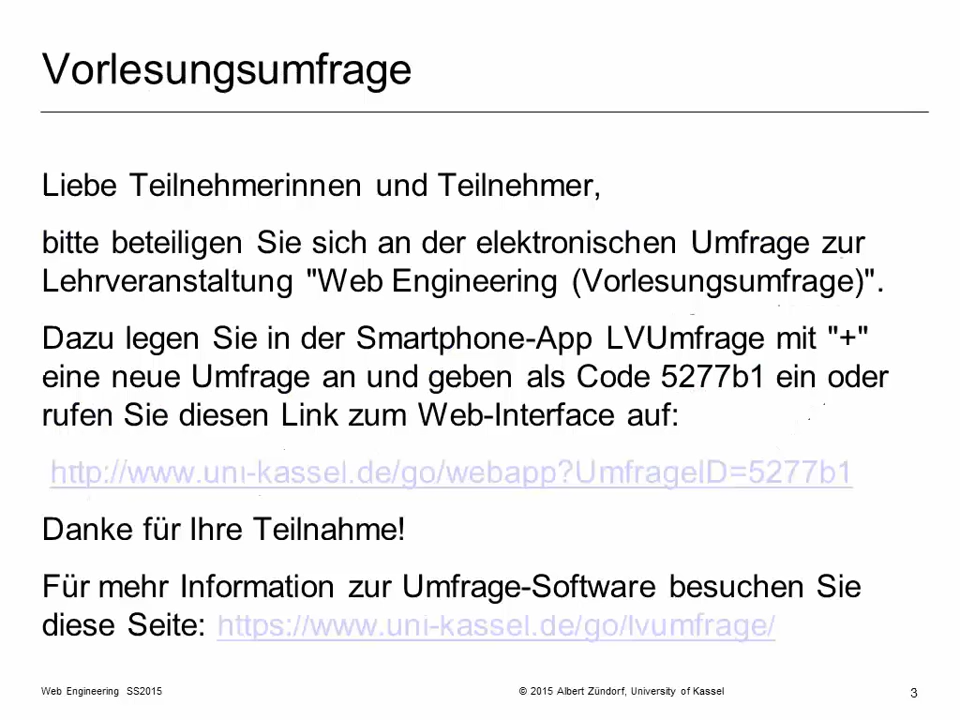 Vorlesungsumfrage
Liebe Teilnehmerinnen und Teilnehmer,
bitte beteiligen Sie sich an der elektronischen Umfrage zur
Lehrveranstaltung "Web Engineering (Vorlesungsumfrage)".
Dazu legen Sie in der Smartphone-App LVUmfrage mit "+"
eine neue Umfrage an und geben als Code 5277b1 ein oder
rufen Sie diesen Link zum Web-Interface auf:
http://www.uni-kassel.de/go/webapp?UmfrageID=5277b1
Danke für Ihre Teilnahme!
Für mehr Information zur Umfrage-Software besuchen Sie
diese Seite: https://www.uni-kassel.de/go/lvumfrage/
Web Engineering SS2015
© 2015 Albert Zündorf, University of Kassel
3